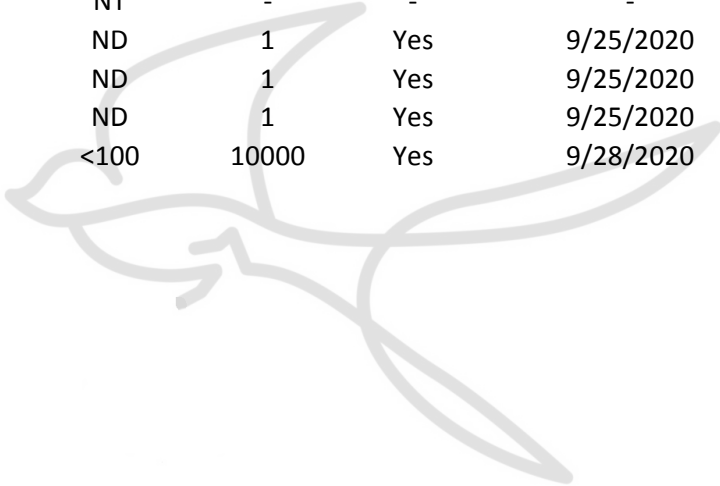 NT - - -
ND 1 Yes 9/25/2020
ND 1 Yes 9/25/2020
ND 1 Yes 9/25/2020
<100 10000 Yes 9/28/2020